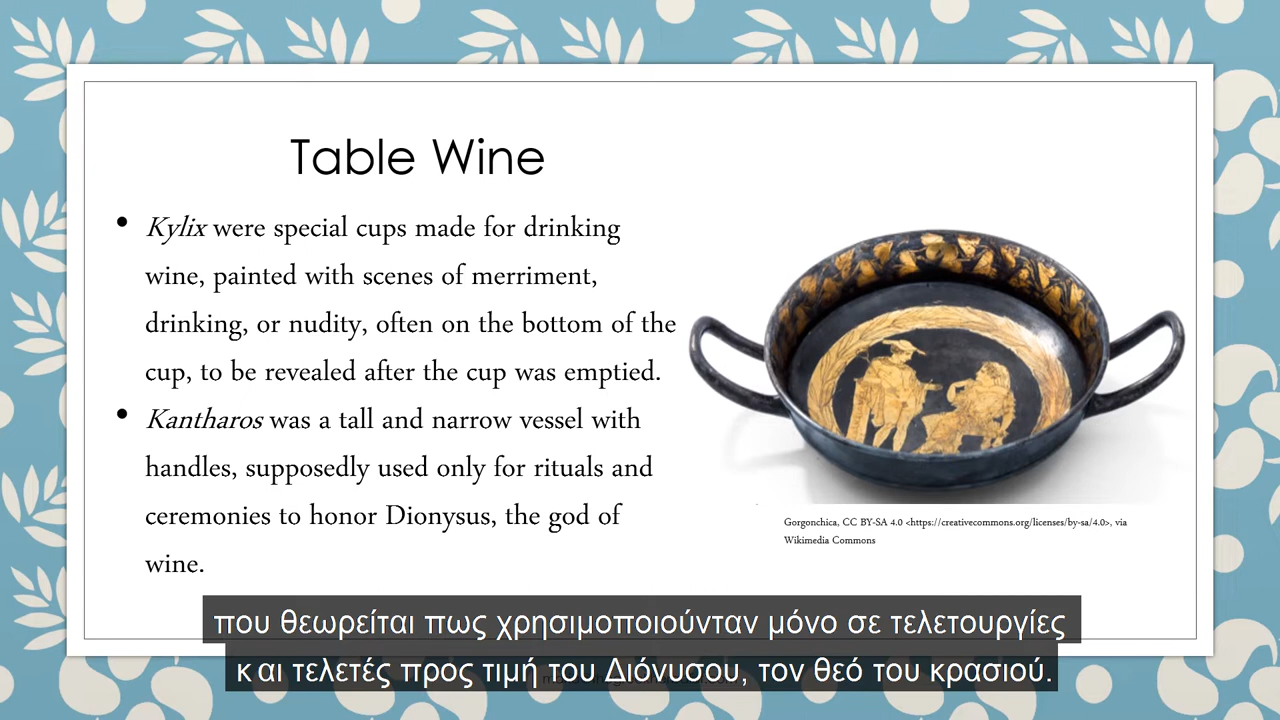 Table Wine
• Kylix were special cups made for drinking
wine, painted with scenes of merriment,
drinking, or nudity, often on the bottom of the
cup, to be revealed after the cup was emptied.
• Kantharos was a tall and narrow vessel with
handles, supposedly used only for rituals and
ceremonies to honor Dionysus, the god of
wine.
Gorgonchica, CC BY-SA 4.0 <https://creativecommons.org/licenses/by-sa/4.0>, via
Wikimedia Commons
που θεωρείται πως χρησιμοποιούνταν μόνο σε τελετουργίες
και τελετές προς τιμή του Διόνυσου, τον θεό του κρασιού.